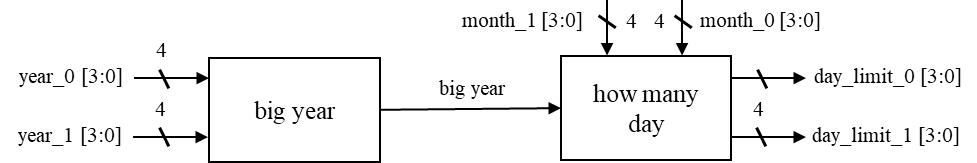 month_1 [3:0] 4 4 month_0 [3:0]
4
year_0 [3:0]
4
year_1 [3:0]
big year
big year
how many
day
day_limit_0 [3:0]
4
day_limit_1 [3:0]